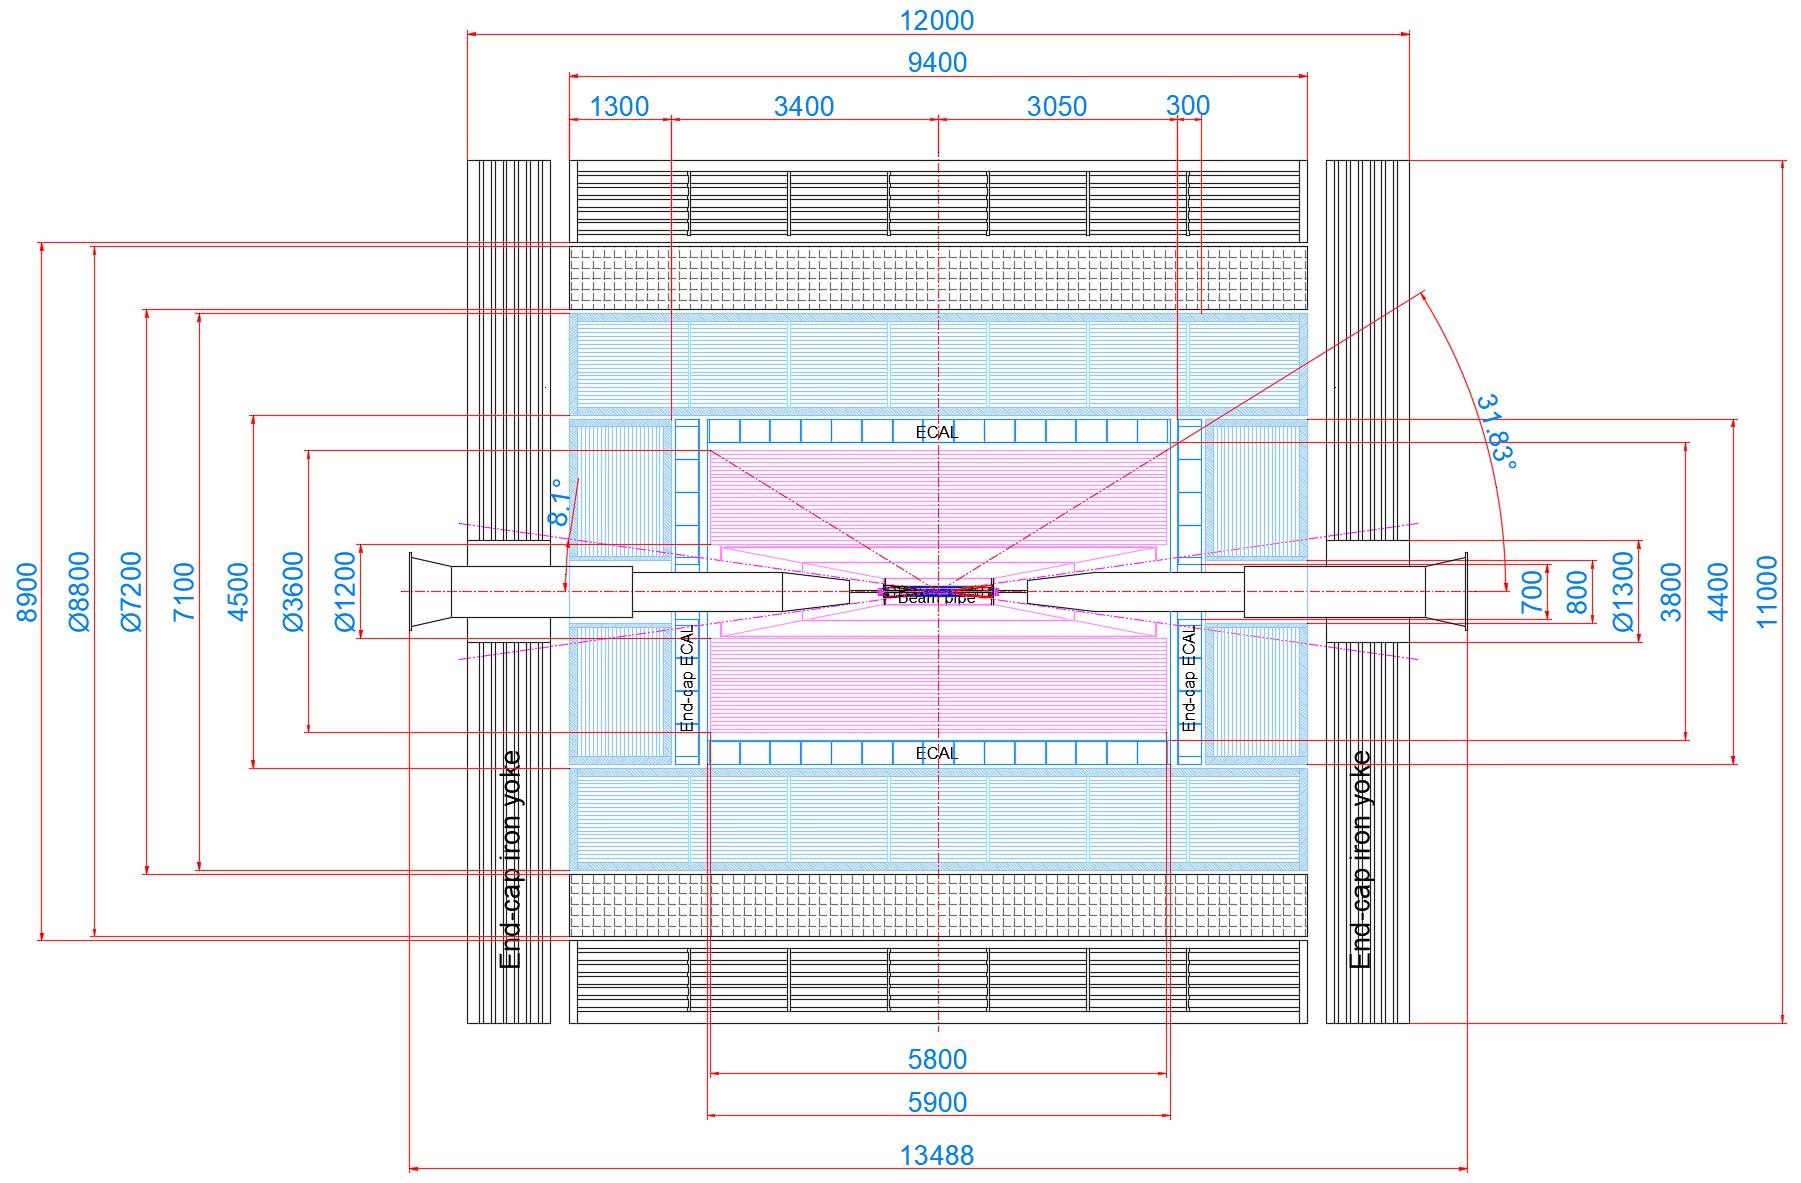 12000
9400
1300
3400
3050
300
31.83°
8.1°
ECAL
Beam pipe
8900
Ø8800
Ø7200
7100
4500
Ø3600
Ø1200
700
800
Ø1300
3800
4400
11000
End-cap ECAL
End-cap ECAL
ECAL
End-cap iron yoke
End-cap iron yoke
5800
5900
13488